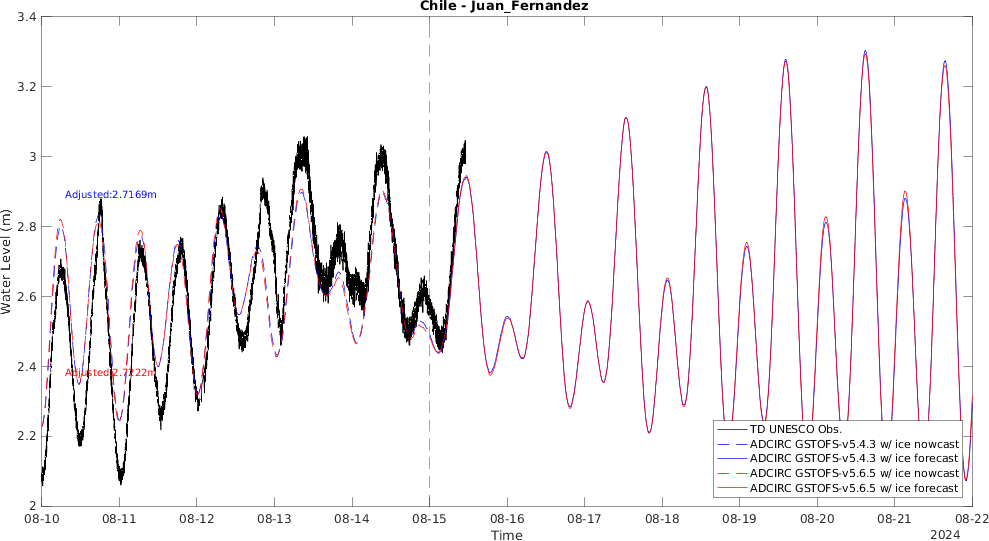 Chile - Juan_Fernandez
3.4
3.2
3
2.8
2.6
2.4
2.2
2
Water Level (m)
Adjusted:2.7169m
Adjusted:2.7222m
TD UNESCO Obs.
ADCIRC GSTOFS-v5.4.3 w/ ice nowcast
ADCIRC GSTOFS-v5.4.3 w/ ice forecast
ADCIRC GSTOFS-v5.6.5 w/ ice nowcast
ADCIRC GSTOFS-v5.6.5 w/ ice forecast
08-10 08-11 08-12 08-13 08-14 08-15 08-16 08-17 08-18 08-19 08-20 08-21 08-22
Time
2024